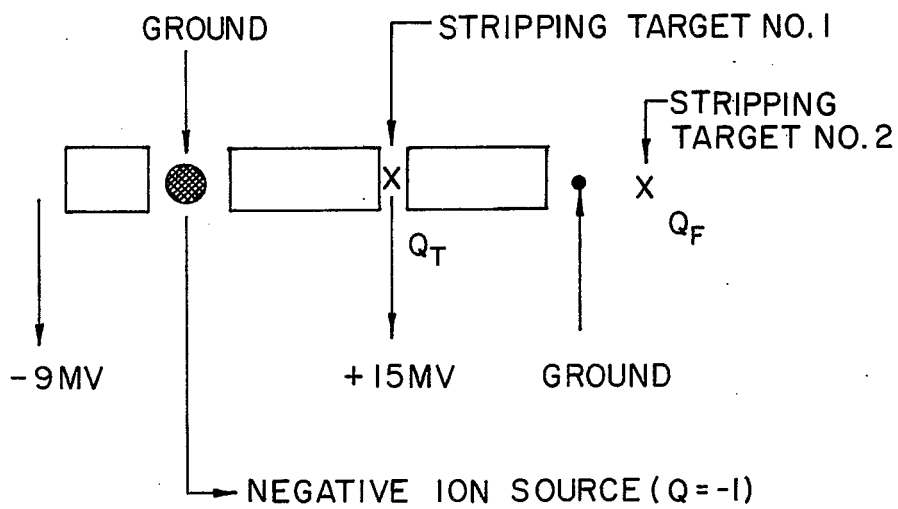 GROUND
STRIPPING TARGET NO. 1
STRIPPING
TARGET NO. 2
X
X
Q_T
Q_F
-9MV
+15MV
GROUND
NEGATIVE ION SOURCE (Q=-1)